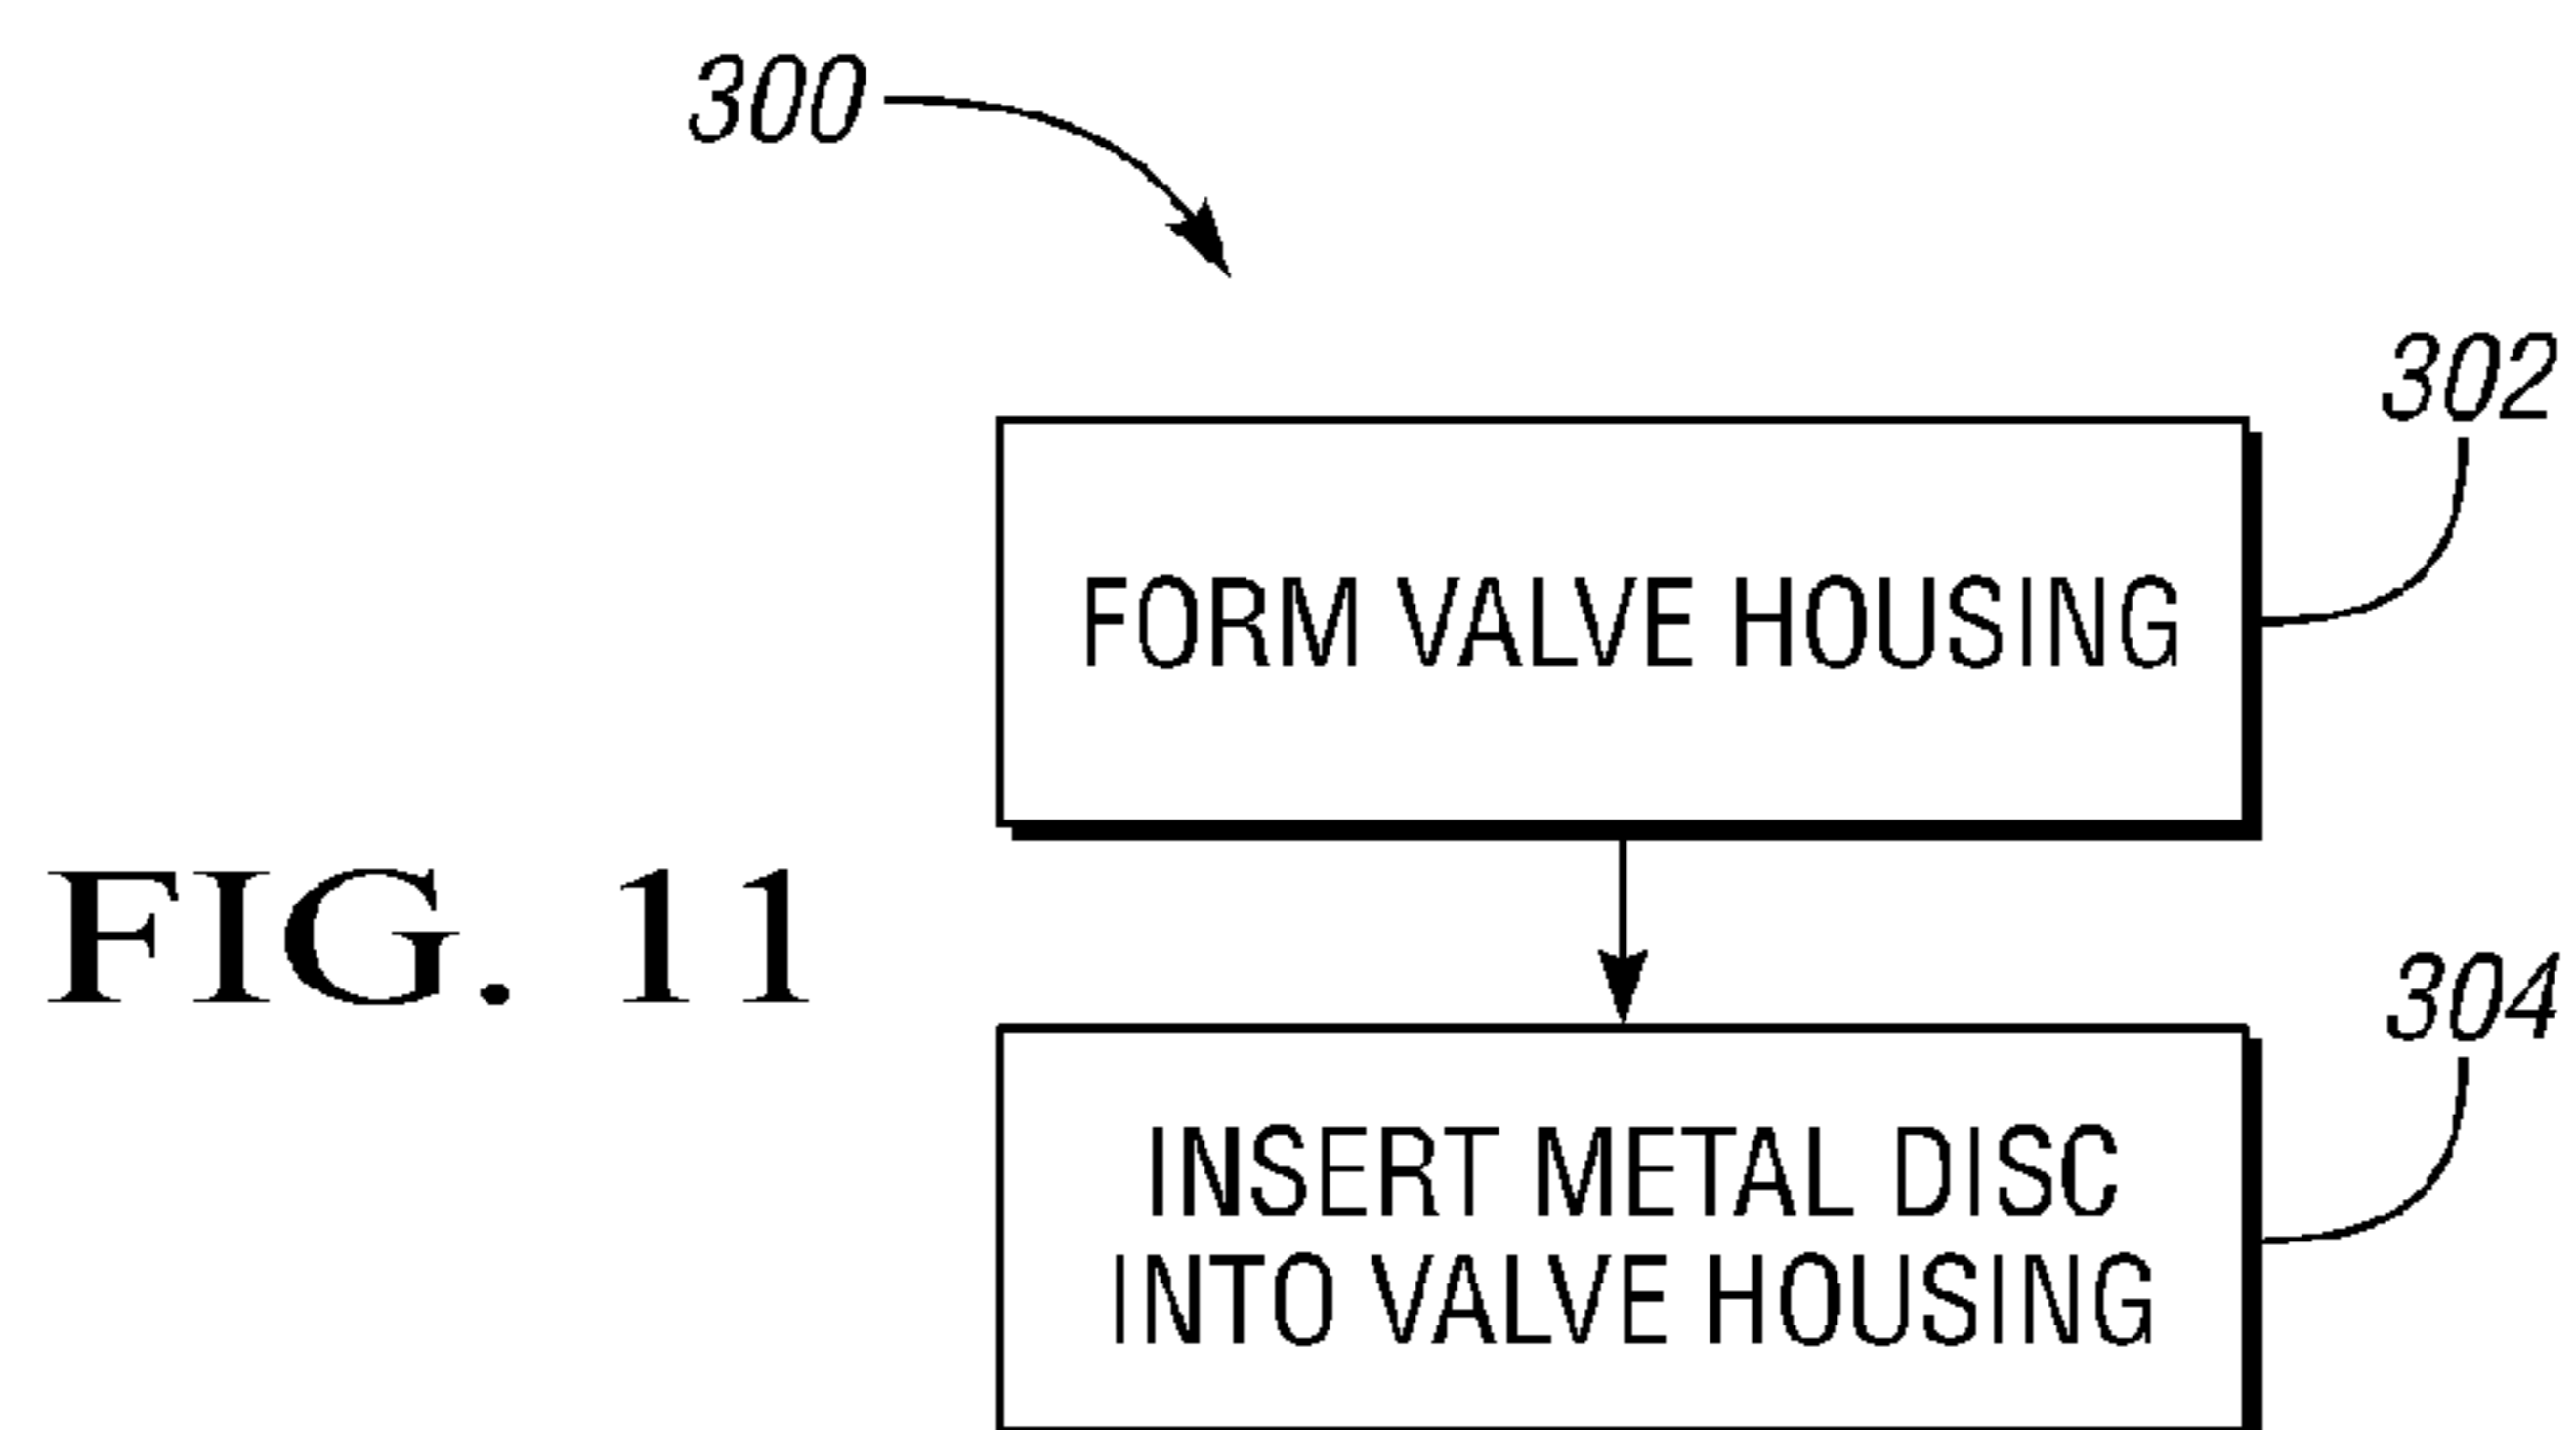 300
302
FORM VALVE HOUSING
FIG. 11
304
INSERT METAL DISC
INTO VALVE HOUSING